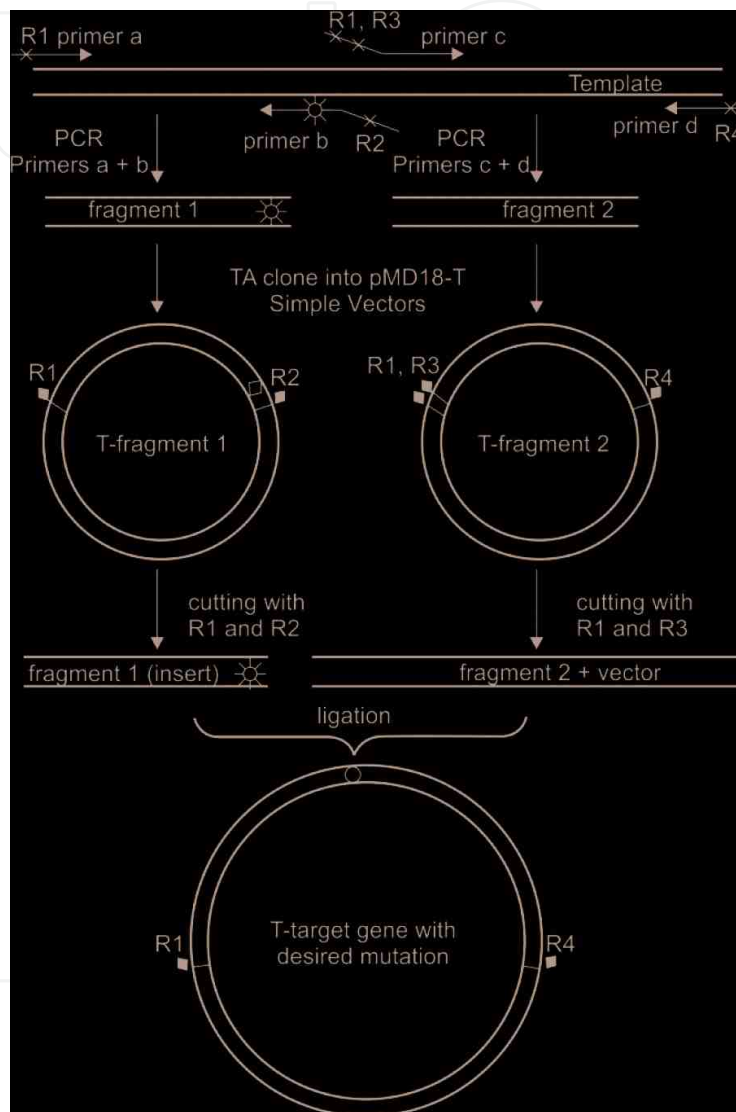 R1 primer a
R1, R3
primer c
Template
primer b
R2
primer d
R4
PCR
Primers a + b
PCR
Primers c + d
fragment 1
fragment 2
TA clone into pMD18-T
Simple Vectors
R1
R2
R1, R3
R4
T-fragment 1
T-fragment 2
cutting with
R1 and R2
cutting with
R1 and R3
fragment 1 (insert)
fragment 2 + vector
ligation
T-target gene with
desired mutation
R1
R4